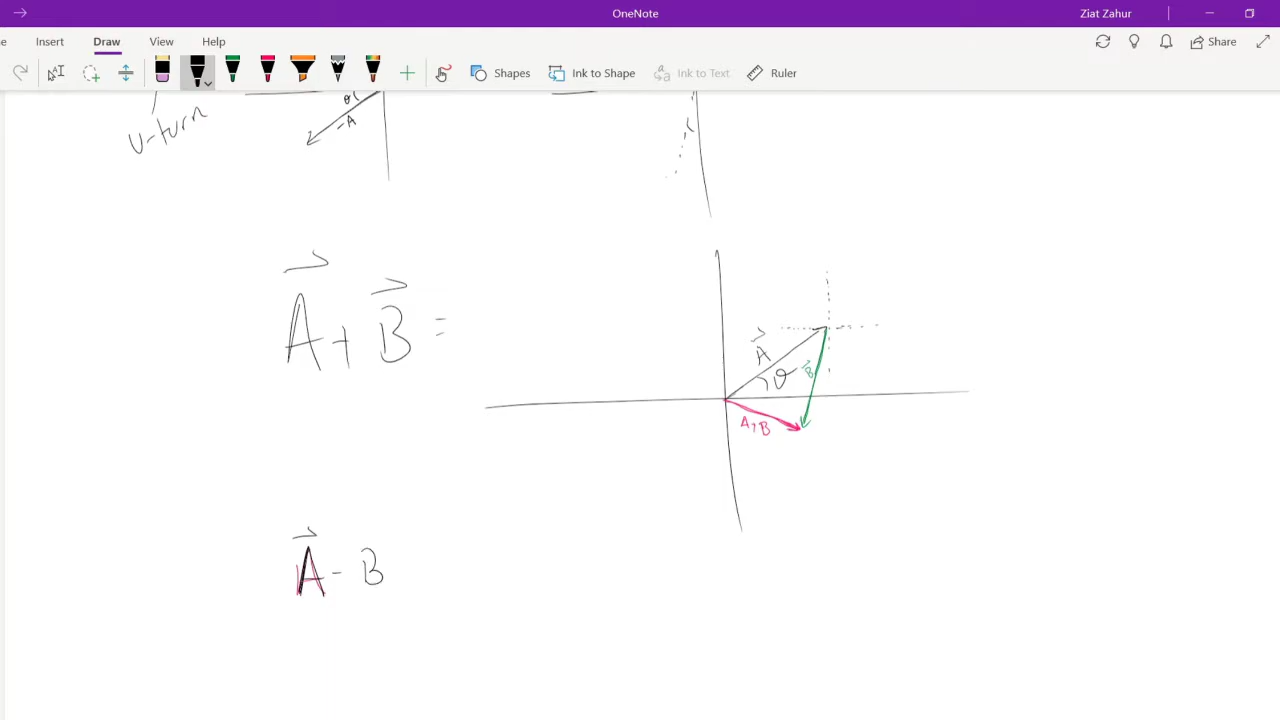 OneNote
Ziat Zahur
Insert Draw View Help
Share
Shapes
Ink to Shape
Ink to Text
Ruler
U-turn
θ
-A
A + B =
A
θ
B
A+B
A - B